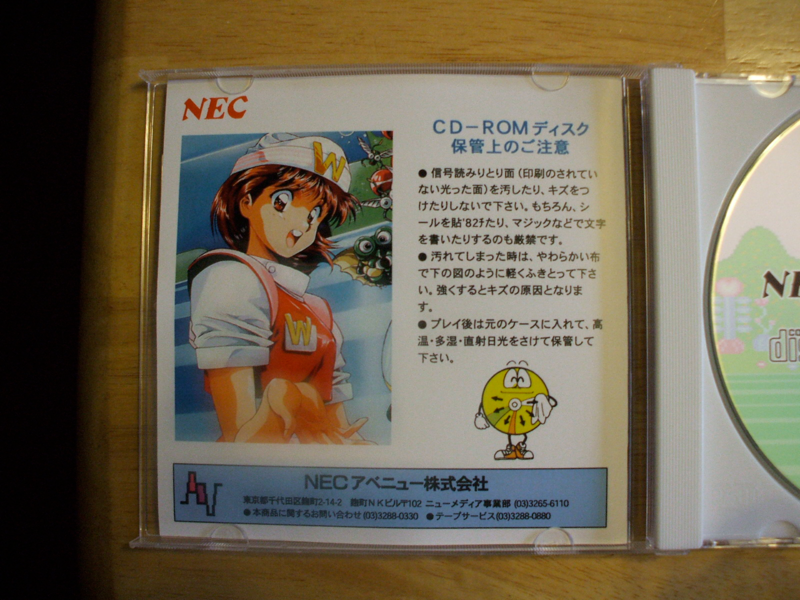 NEC
W
W
CD-ROMディスク
保管上のご注意
● 信号読みりとり面（印刷のされてい
ない光った面）を汚したり、キズをつ
けたりしないで下さい。もちろん、シ
ールを貼ﾞ82ﾁたり、マジックなどで文字
を書いたりするのも厳禁です。
● 汚れてしまった時は、やわらかい布
で下の図のように軽くふきとって下さ
い。強くするとキズの原因となりま
す。
● プレイ後は元のケースに入れて、高
温・多湿・直射日光をさけて保管して
下さい。
NECアベニュー株式会社
東京都千代田区麹町2-14-2 麹町NKビル〒102 ニューメディア事業部 (03)3265-6110
●本商品に関するお問い合わせ(03)3288-0330 ●テープサービス(03)3288-0880